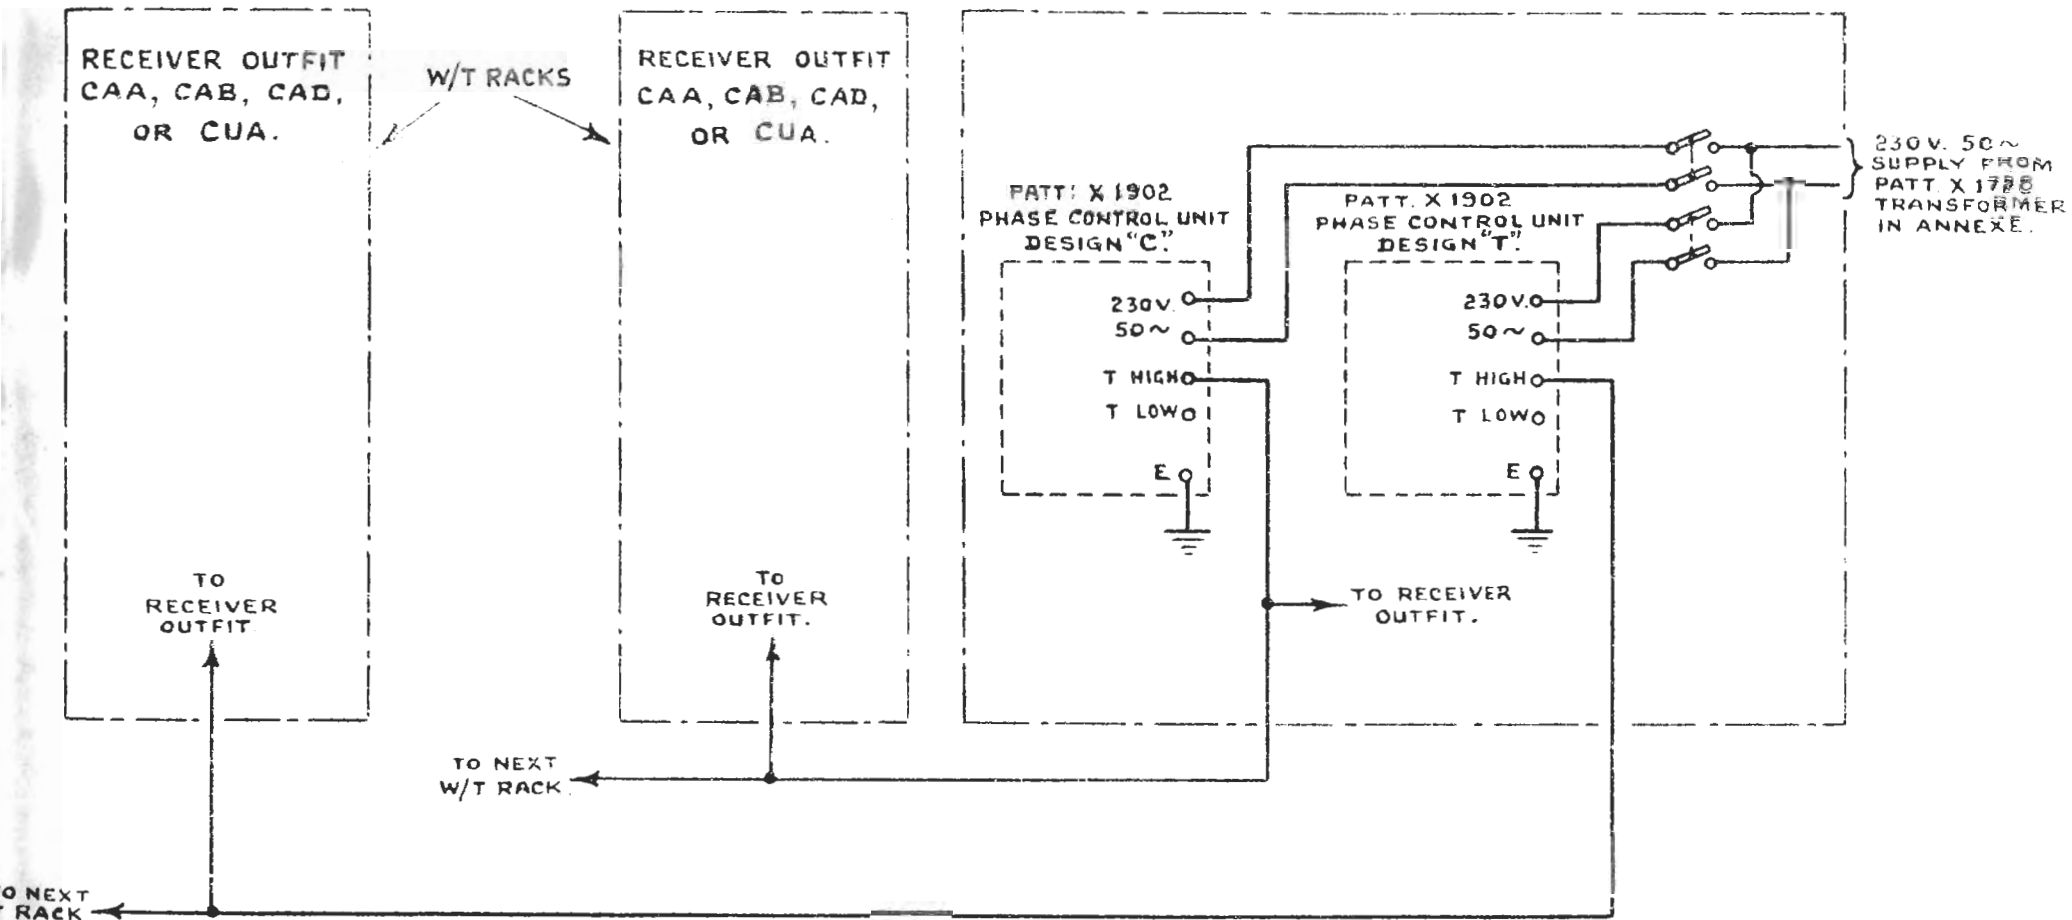 RECEIVER OUTFIT
CAA, CAB, CAD,
OR CUA.
W/T RACKS
RECEIVER OUTFIT
CAA, CAB, CAD,
OR CUA.
PATT. X 1902
PHASE CONTROL UNIT
DESIGN "C".
PATT. X 1902
PHASE CONTROL UNIT
DESIGN "T".
230 V. 50 ~
SUPPLY FROM
PATT. X
TRANSFORMER
IN ANNEXE.
230V.
50 ~
T HIGH
T LOW
E
230V.
50 ~
T HIGH
T LOW
E
TO
RECEIVER
OUTFIT.
TO
RECEIVER
OUTFIT.
TO RECEIVER
OUTFIT.
TO NEXT
W/T RACK.
TO NEXT
T RACK